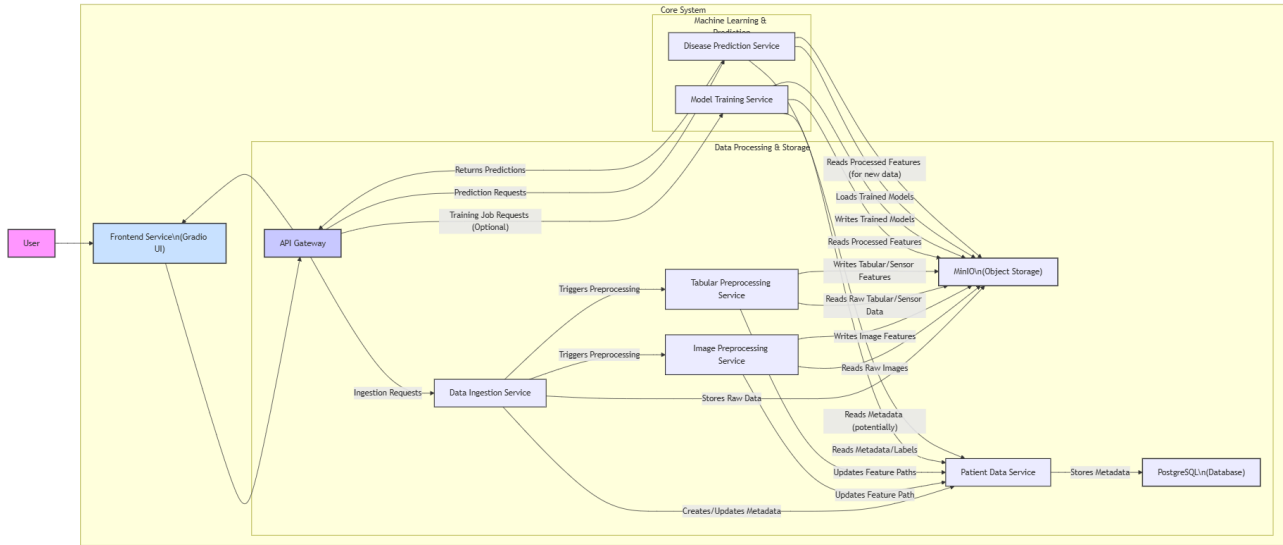 Core System
Machine Learning &
Prediction
Disease Prediction Service
Model Training Service
Data Processing & Storage
Returns Predictions
Prediction Requests
Training Job Requests
(Optional)
Reads Processed Features
(for new data)
Loads Trained Models
Writes Trained Models
Reads Processed Features
User
Frontend Service\n(Gradio
UI)
API Gateway
Writes Tabular/Sensor
Features
MinIO\n(Object Storage)
Triggers Preprocessing
Tabular Preprocessing
Service
Reads Raw Tabular/Sensor
Data
Triggers Preprocessing
Image Preprocessing
Service
Writes Image Features
Reads Raw Images
Ingestion Requests
Data Ingestion Service
Stores Raw Data
Reads Metadata
(potentially)
Reads Metadata/Labels
Updates Feature Paths
Patient Data Service
Stores Metadata
PostgreSQL\n(Database)
Updates Feature Path
Creates/Updates Metadata